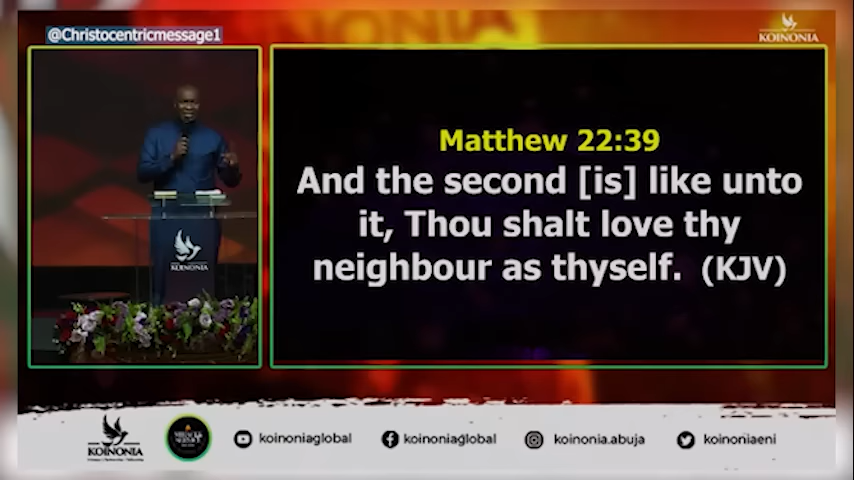 @Christocentricmessage1
KOINONIA
Matthew 22:39
And the second [is] like unto
it, Thou shalt love thy
neighbour as thyself. (KJV)
KOINONIA
KOINONIA
koinoniaglobal
koinoniaglobal
koinonia.abuja
koinoniaeni